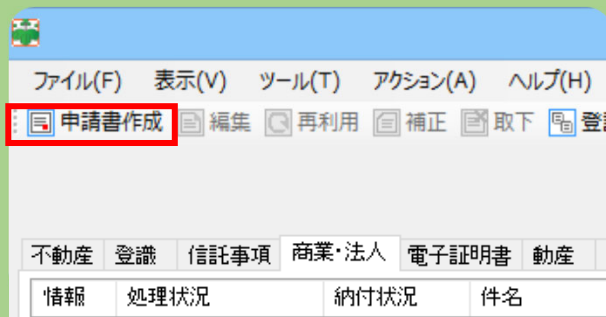 ファイル(F) 表示(V) ツール(T) アクション(A) ヘルプ(H)
申請書作成 編集 再利用 補正 取下 登
不動産 登識 信託事項 商業・法人 電子証明書 動産
情報 処理状況 納付状況 件名